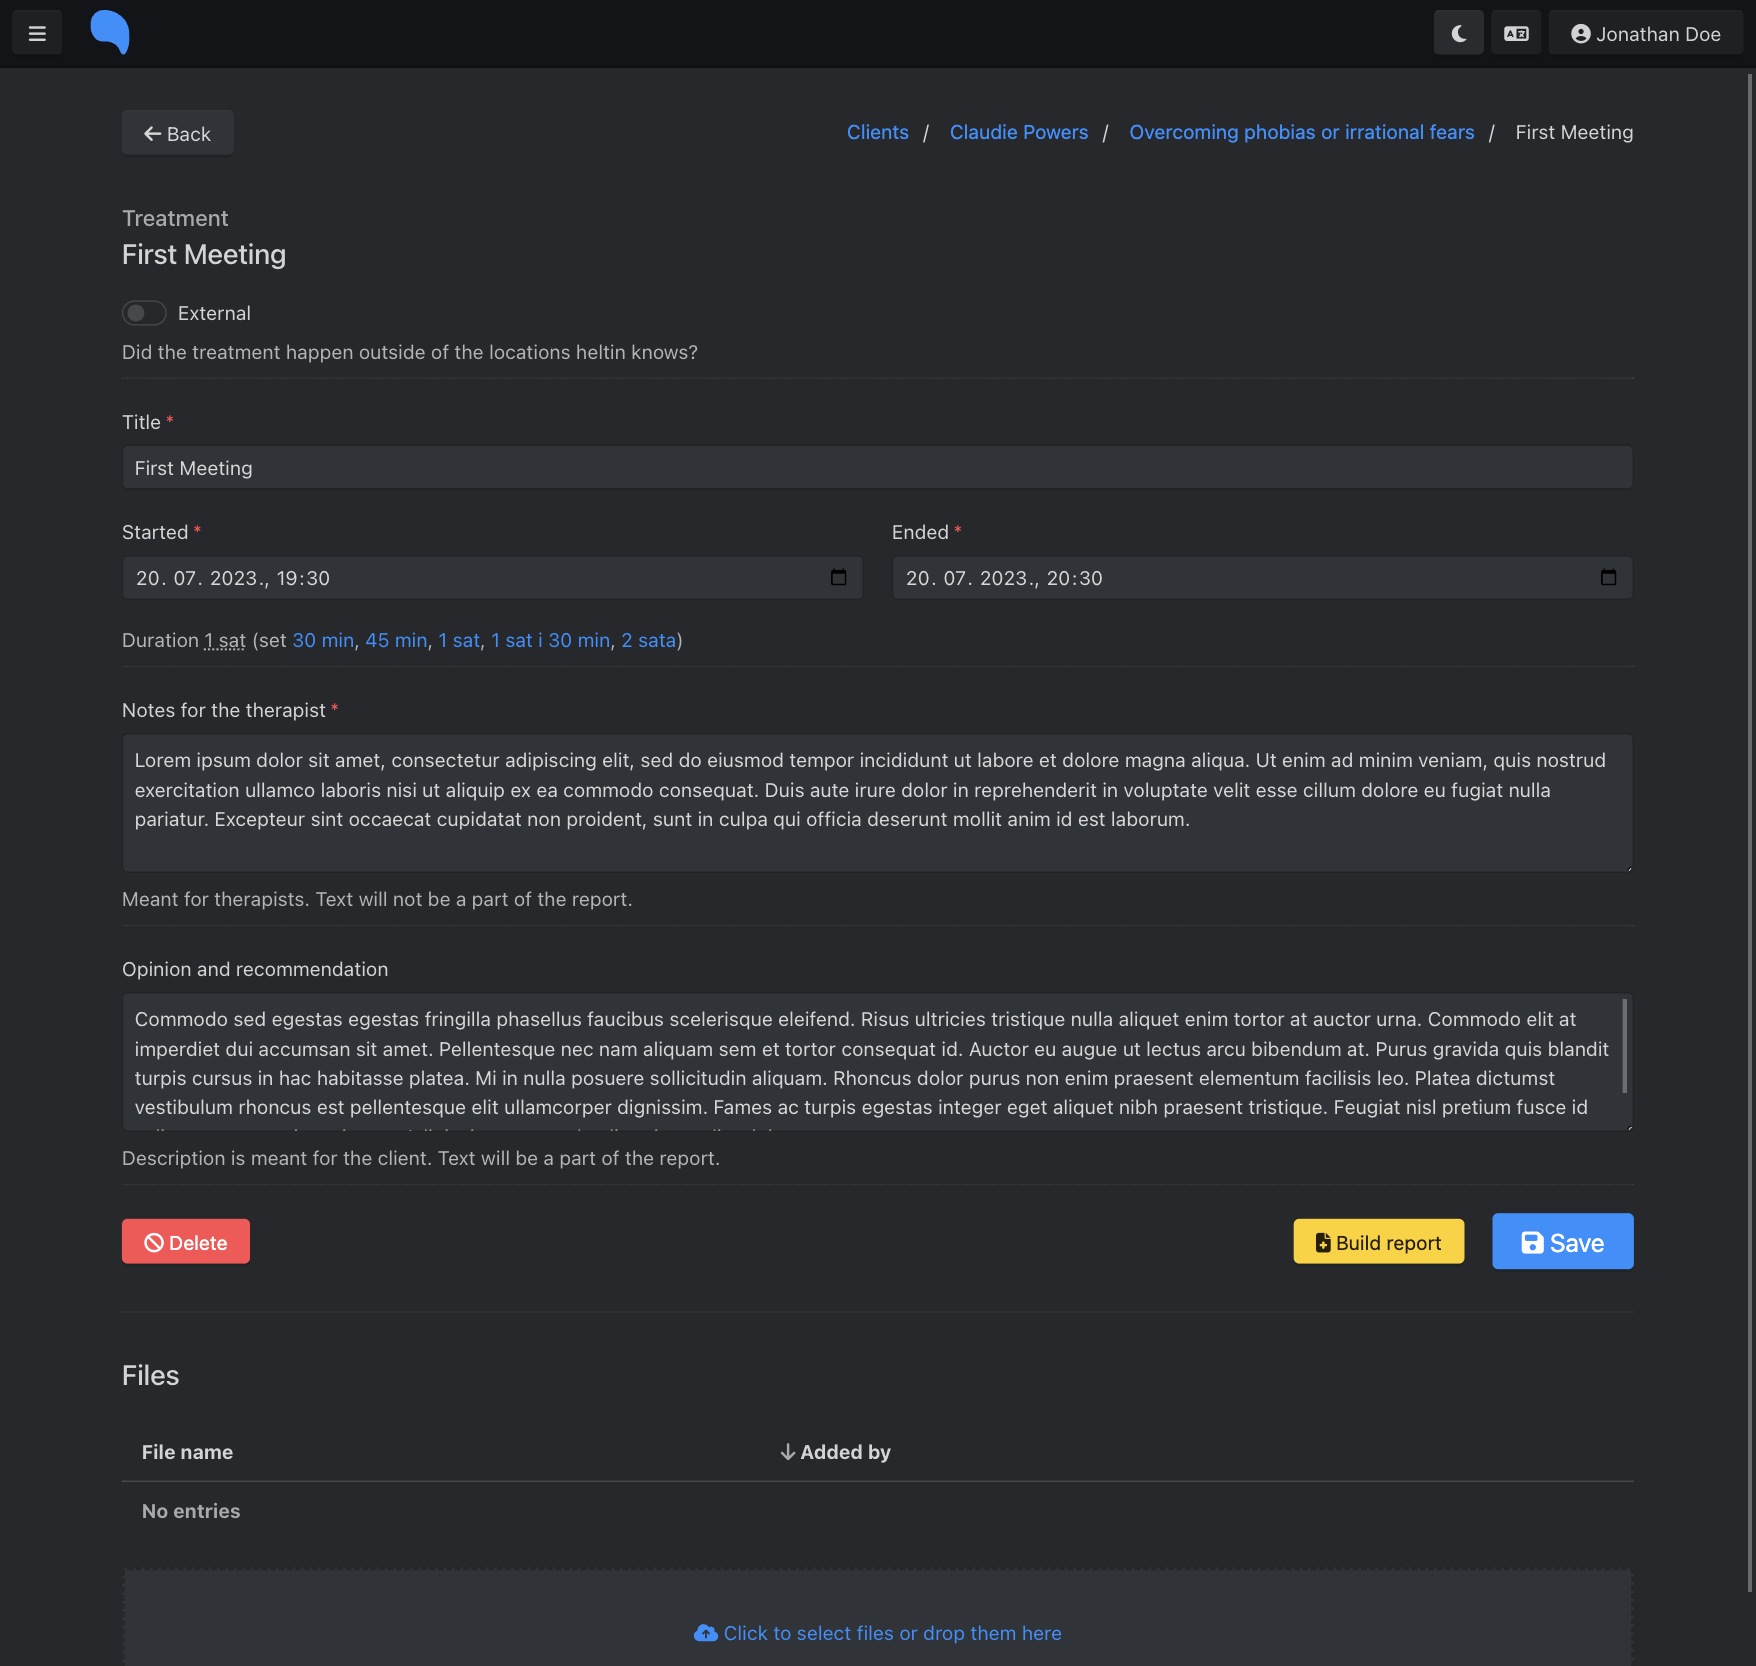 Jonathan Doe
Back
Clients / Claudie Powers / Overcoming phobias or irrational fears / First Meeting
Treatment
First Meeting
External
Did the treatment happen outside of the locations heltin knows?
Title *
First Meeting
Started *
Ended *
20. 07. 2023., 19:30
20. 07. 2023., 20:30
Duration 1 sat (set 30 min, 45 min, 1 sat, 1 sat i 30 min, 2 sata)
Notes for the therapist *
Lorem ipsum dolor sit amet, consectetur adipiscing elit, sed do eiusmod tempor incididunt ut labore et dolore magna aliqua. Ut enim ad minim veniam, quis nostrud
exercitation ullamco laboris nisi ut aliquip ex ea commodo consequat. Duis aute irure dolor in reprehenderit in voluptate velit esse cillum dolore eu fugiat nulla
pariatur. Excepteur sint occaecat cupidatat non proident, sunt in culpa qui officia deserunt mollit anim id est laborum.
Meant for therapists. Text will not be a part of the report.
Opinion and recommendation
Commodo sed egestas egestas fringilla phasellus faucibus scelerisque eleifend. Risus ultricies tristique nulla aliquet enim tortor at auctor urna. Commodo elit at
imperdiet dui accumsan sit amet. Pellentesque nec nam aliquam sem et tortor consequat id. Auctor eu augue ut lectus arcu bibendum at. Purus gravida quis blandit
turpis cursus in hac habitasse platea. Mi in nulla posuere sollicitudin aliquam. Rhoncus dolor purus non enim praesent elementum facilisis leo. Platea dictumst
vestibulum rhoncus est pellentesque elit ullamcorper dignissim. Fames ac turpis egestas integer eget aliquet nibh praesent tristique. Feugiat nisl pretium fusce id
Description is meant for the client. Text will be a part of the report.
Delete
Build report
Save
Files
File name
Added by
No entries
Click to select files or drop them here